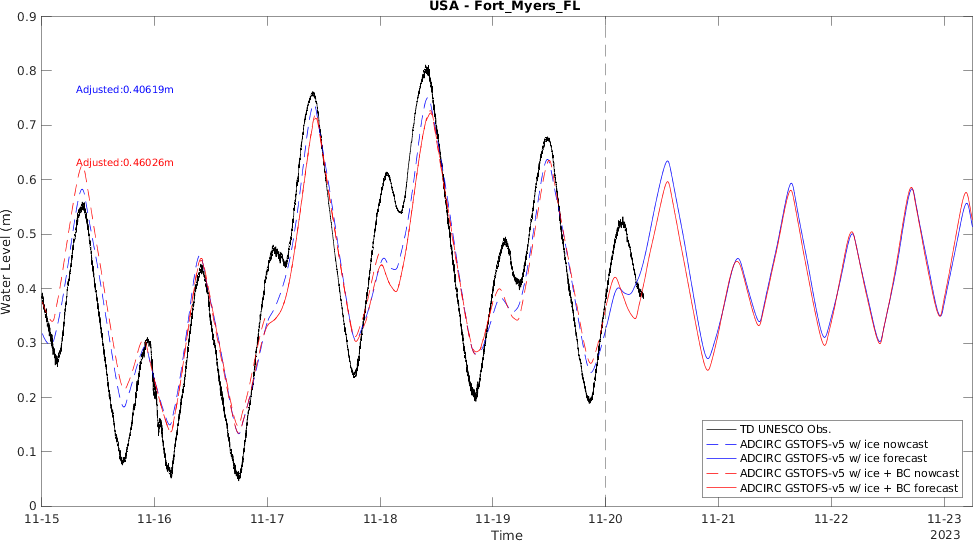 USA - Fort_Myers_FL
0.9
0.8
0.7
0.6
0.5
0.4
0.3
0.2
0.1
0
Water Level (m)
Adjusted:0.40619m
Adjusted:0.46026m
TD UNESCO Obs.
ADCIRC GSTOFS-v5 w/ ice nowcast
ADCIRC GSTOFS-v5 w/ ice forecast
ADCIRC GSTOFS-v5 w/ ice + BC nowcast
ADCIRC GSTOFS-v5 w/ ice + BC forecast
11-15 11-16 11-17 11-18 11-19 11-20 11-21 11-22 11-23
Time
2023